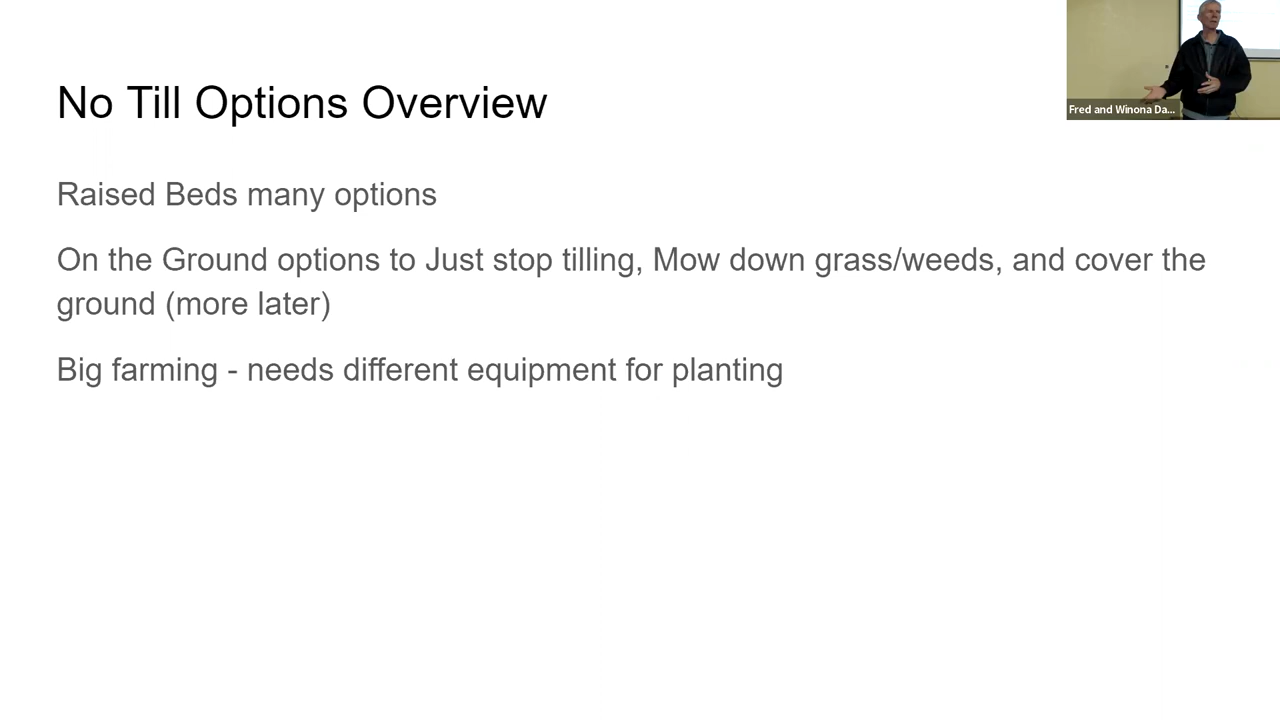 No Till Options Overview
Fred and Winona Da...
Raised Beds many options
On the Ground options to Just stop tilling, Mow down grass/weeds, and cover the
ground (more later)
Big farming - needs different equipment for planting